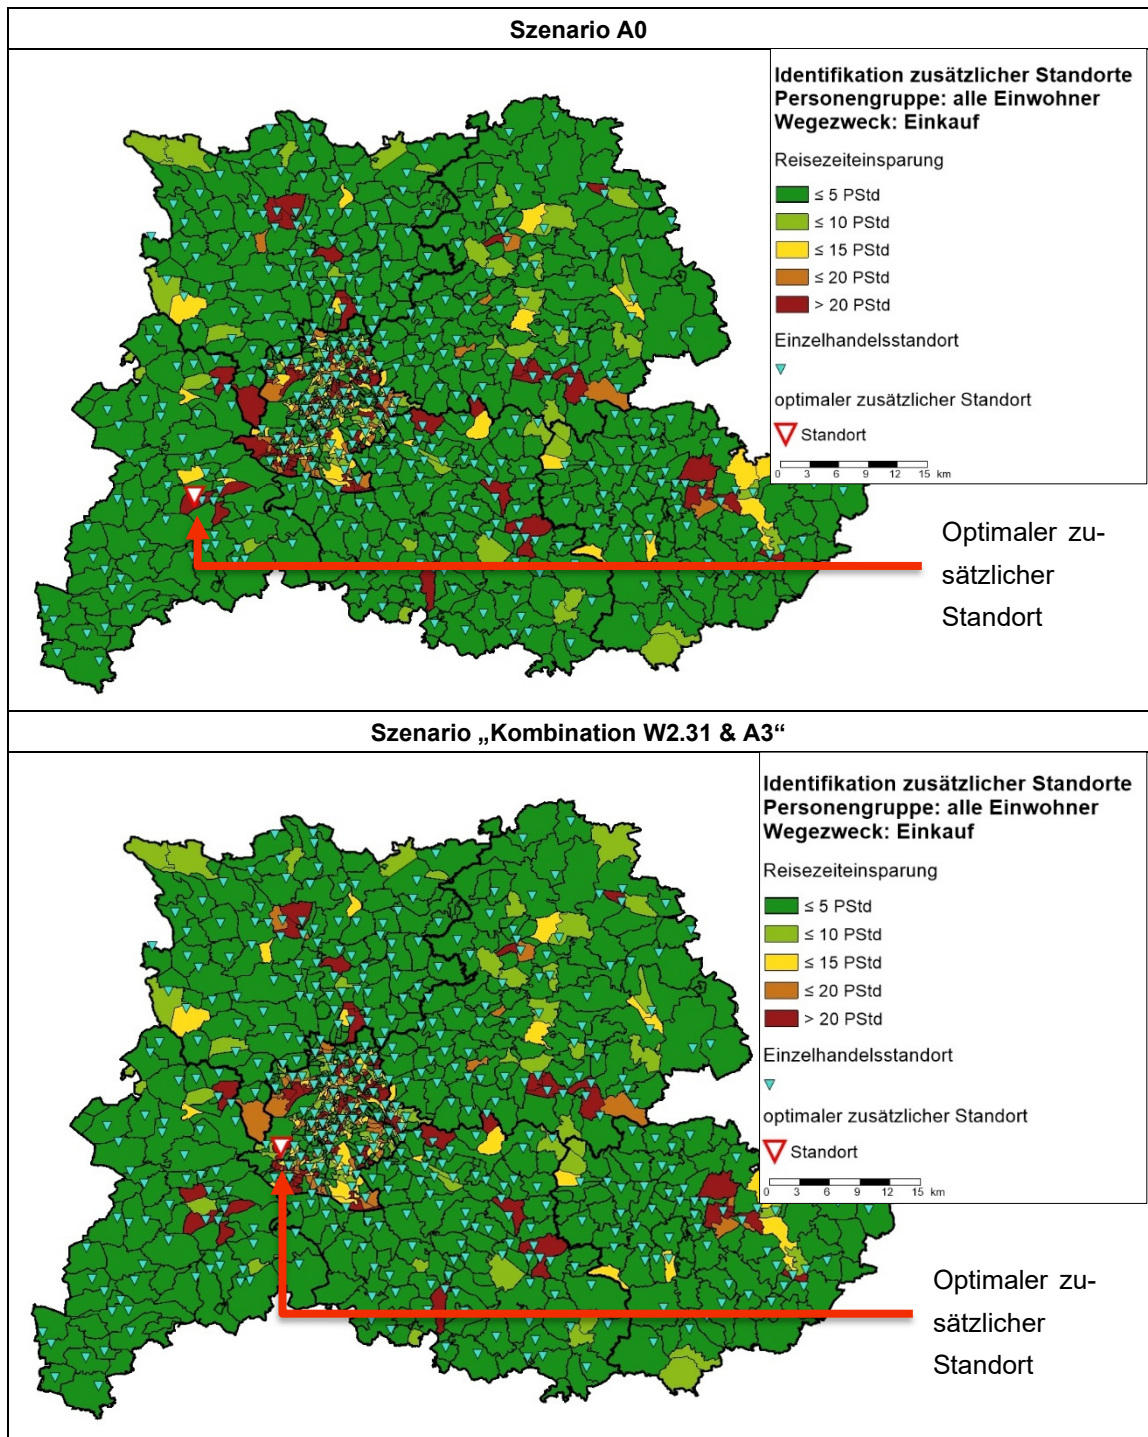 Szenario A0
Identifikation zusätzlicher Standorte
Personengruppe: alle Einwohner
Wegezweck: Einkauf
Reisezeiteinsparung
≤ 5 PStd
≤ 10 PStd
≤ 15 PStd
≤ 20 PStd
> 20 PStd
Einzelhandelsstandort
optimaler zusätzlicher Standort
Standort
0 3 6 9 12 15 km
Optimaler zu-
sätzlicher
Standort
Szenario „Kombination W2.31 & A3“
Identifikation zusätzlicher Standorte
Personengruppe: alle Einwohner
Wegezweck: Einkauf
Reisezeiteinsparung
≤ 5 PStd
≤ 10 PStd
≤ 15 PStd
≤ 20 PStd
> 20 PStd
Einzelhandelsstandort
optimaler zusätzlicher Standort
Standort
0 3 6 9 12 15 km
Optimaler zu-
sätzlicher
Standort